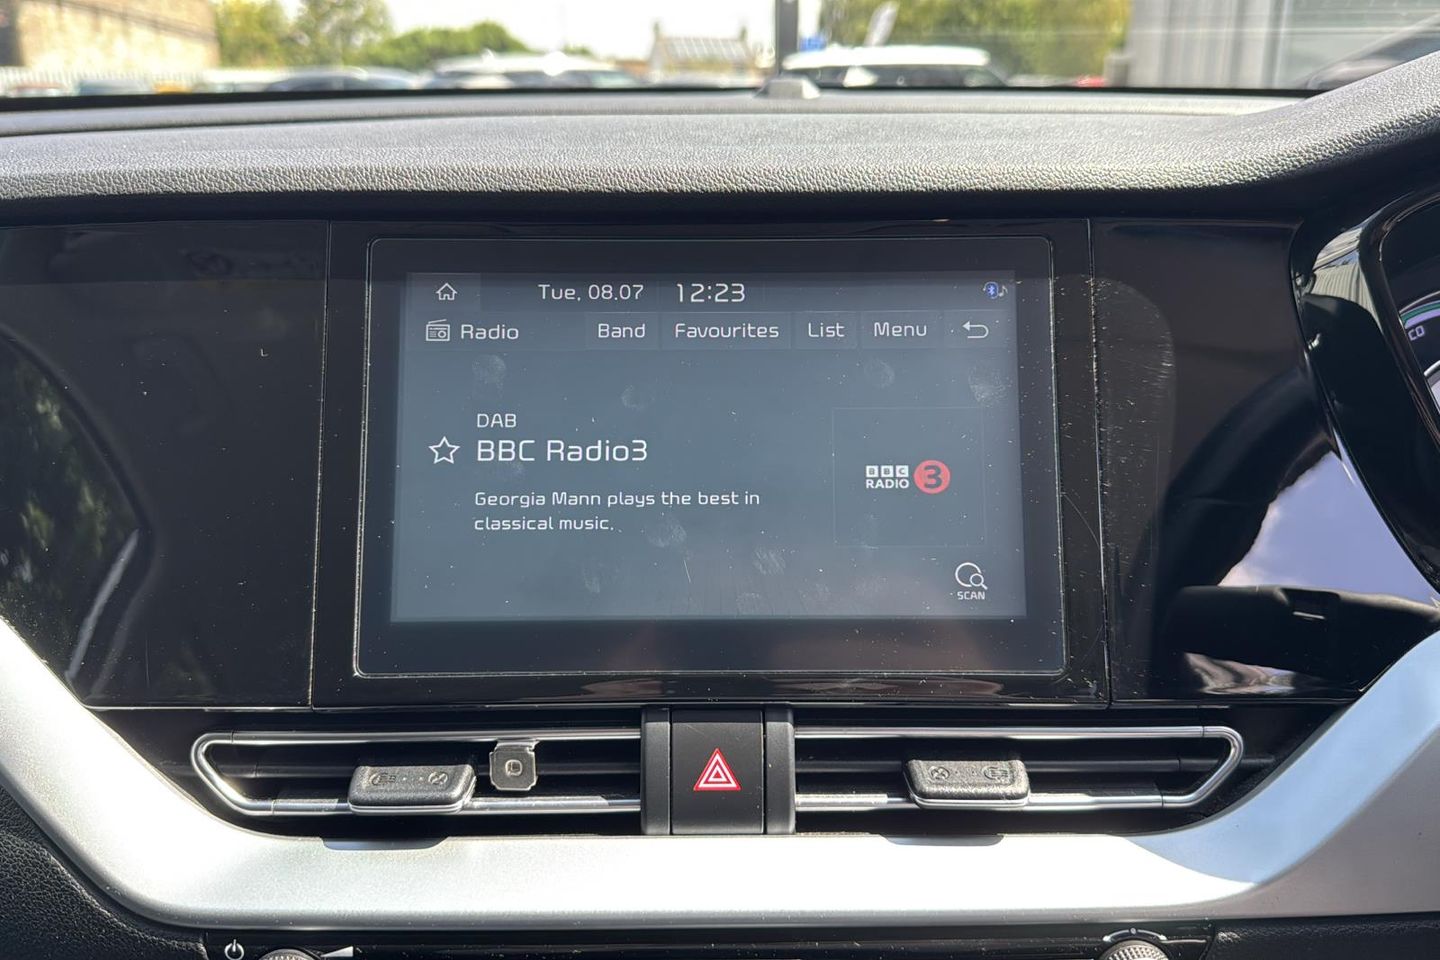 Tue, 08.07 12:23
Radio Band Favourites List Menu
DAB
BBC Radio3
Georgia Mann plays the best in
classical music.
BBC
RADIO 3
SCAN